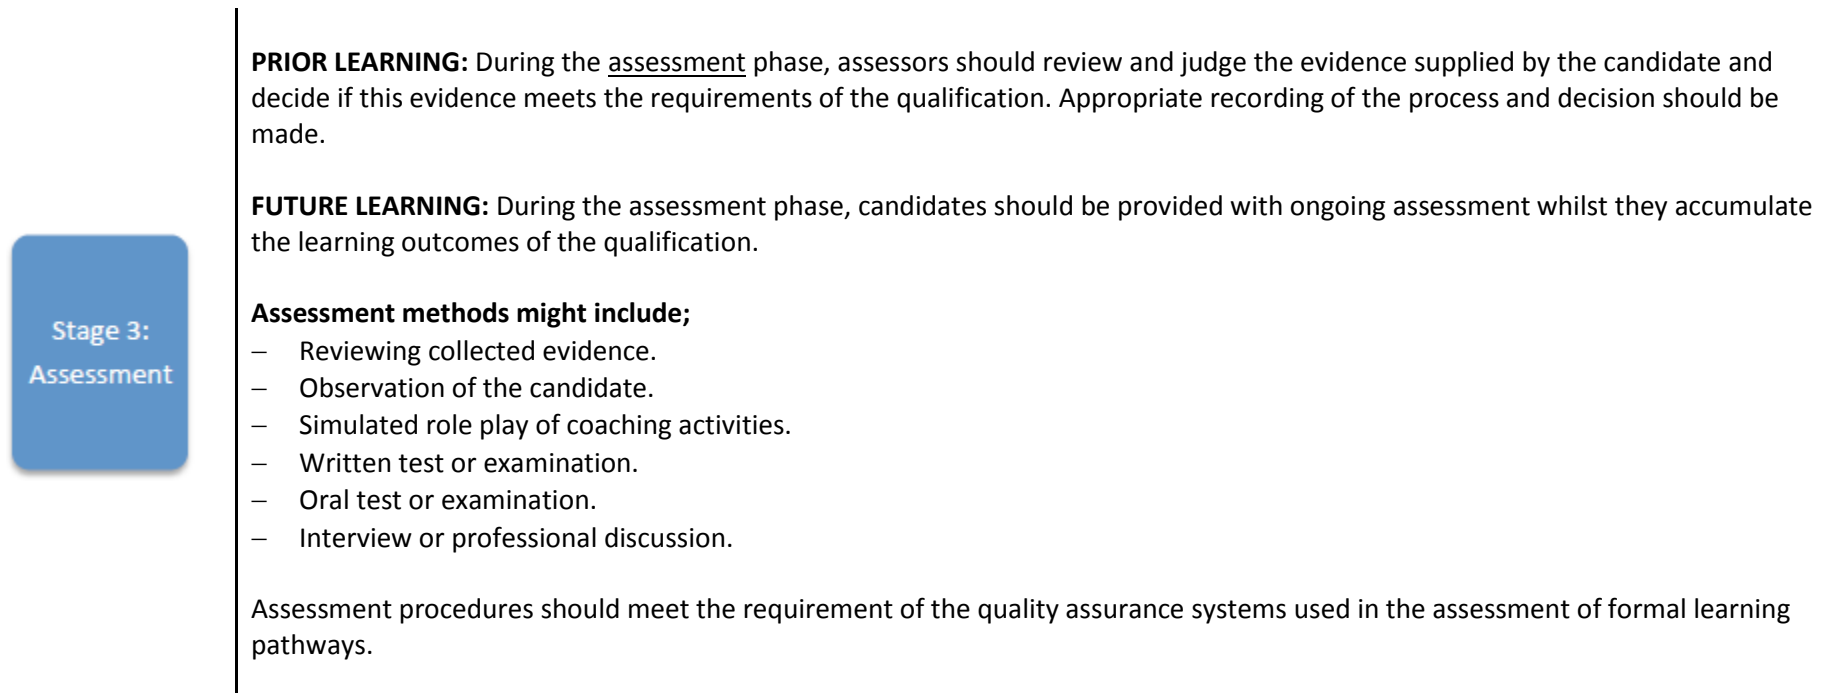 PRIOR LEARNING: During the assessment phase, assessors should review and judge the evidence supplied by the candidate and
decide if this evidence meets the requirements of the qualification. Appropriate recording of the process and decision should be
made.
FUTURE LEARNING: During the assessment phase, candidates should be provided with ongoing assessment whilst they accumulate
the learning outcomes of the qualification.
Stage 3:
Assessment
Assessment methods might include;
– Reviewing collected evidence.
– Observation of the candidate.
– Simulated role play of coaching activities.
– Written test or examination.
– Oral test or examination.
– Interview or professional discussion.
Assessment procedures should meet the requirement of the quality assurance systems used in the assessment of formal learning
pathways.